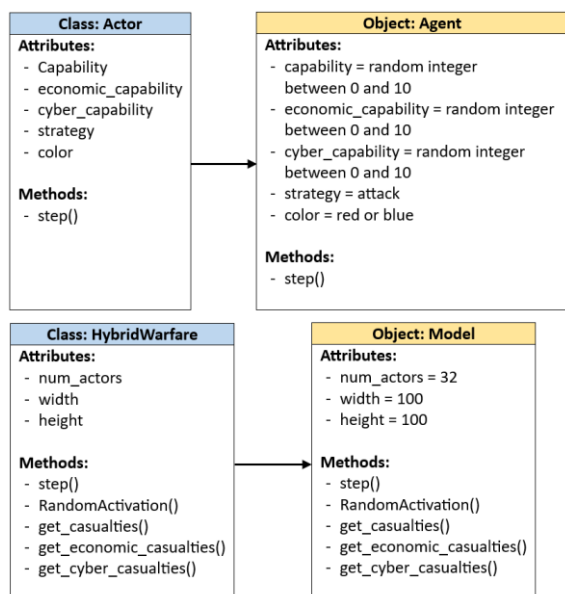 Class: Actor
Attributes:
- Capability
- economic_capability
- cyber_capability
- strategy
- color
Methods:
- step()
Object: Agent
Attributes:
- capability = random integer
between 0 and 10
- economic_capability = random integer
between 0 and 10
- cyber_capability = random integer
between 0 and 10
- strategy = attack
- color = red or blue
Methods:
- step()
Class: HybridWarfare
Attributes:
- num_actors
- width
- height
Methods:
- step()
- RandomActivation()
- get_casualties()
- get_economic_casualties()
- get_cyber_casualties()
Object: Model
Attributes:
- num_actors = 32
- width = 100
- height = 100
Methods:
- step()
- RandomActivation()
- get_casualties()
- get_economic_casualties()
- get_cyber_casualties()